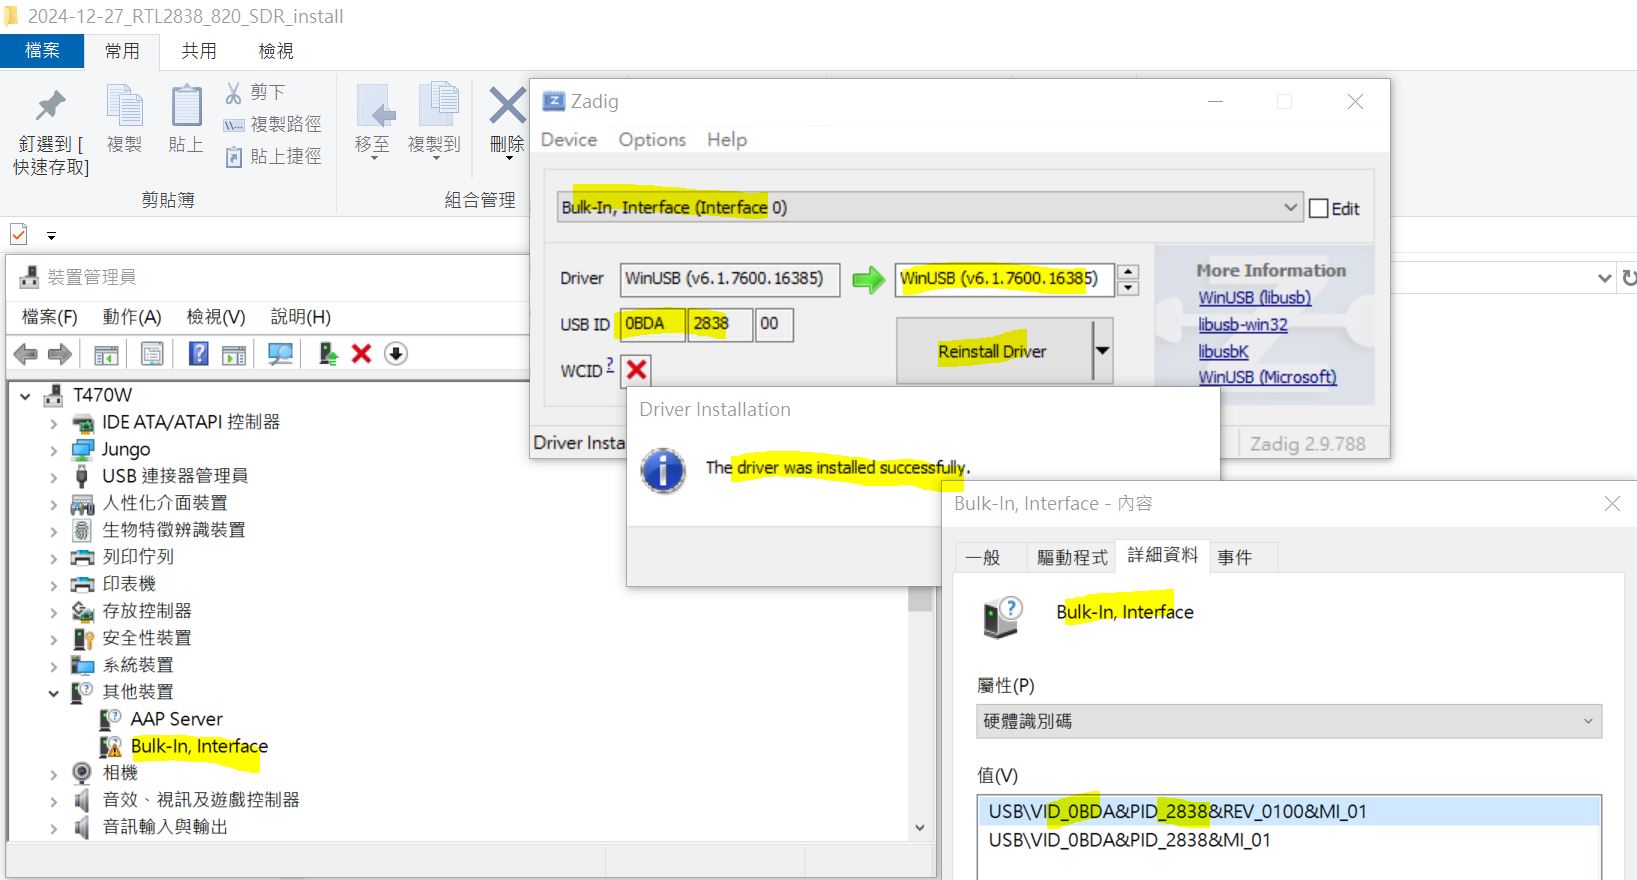 2024-12-27_RTL2838_820_SDR_install
檔案 常用 共用 檢視
釘選到 [
快速存取]
複製
貼上
剪下
複製路徑
貼上捷徑
移至
複製到
刪除
剪貼簿
組合管理
Zadig
Device Options Help
Bulk-In, Interface (Interface 0)
Edit
Driver WinUSB (v6.1.7600.16385) WinUSB (v6.1.7600.16385)
USB ID 0BDA 2838 00
WCID ?
Reinstall Driver
More Information
WinUSB (libusb)
libusb-win32
libusbK
WinUSB (Microsoft)
Driver Insta
Zadig 2.9.788
Driver Installation
The driver was installed successfully.
裝置管理員
檔案(F) 動作(A) 檢視(V) 說明(H)
T470W
IDE ATA/ATAPI 控制器
Jungo
USB 連接器管理員
人性化介面裝置
生物特徵辨識裝置
列印佇列
印表機
存放控制器
安全性裝置
系統裝置
其他裝置
AAP Server
Bulk-In, Interface
相機
音效、視訊及遊戲控制器
音訊輸入與輸出
Bulk-In, Interface - 內容
一般 驅動程式 詳細資料 事件
Bulk-In, Interface
屬性(P)
硬體識別碼
值(V)
USB\VID_0BDA&PID_2838&REV_0100&MI_01
USB\VID_0BDA&PID_2838&MI_01